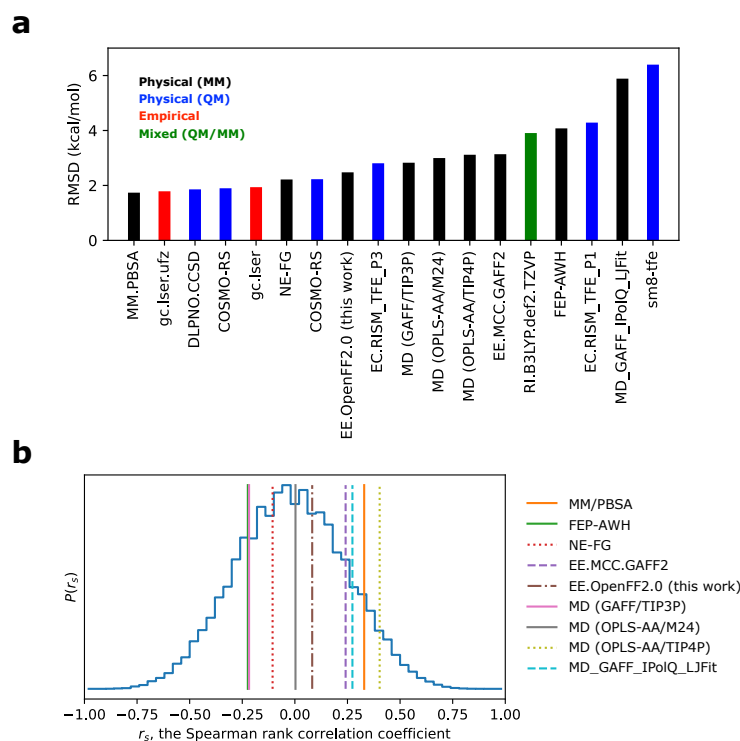 a
RMSD (kcal/mol)
6
4
2
0
Physical (MM)
Physical (QM)
Empirical
Mixed (QM/MM)
MM.PBSA
gc.lser.ufz
DLPNO.CCSD
COSMO-RS
gc.lser
NE-FG
COSMO-RS
EE.OpenFF2.0 (this work)
EC.RISM_TFE_P3
MD (GAFF/TIP3P)
MD (OPLS-AA/M24)
MD (OPLS-AA/TIP4P)
EE.MCC.GAFF2
RI.B3LYP.def2.TZVP
FEP-AWH
EC.RISM_TFE_P1
MD_GAFF_IPolQ_LJFit
sm8-tfe
b
P(rₛ)
MM/PBSA
FEP-AWH
NE-FG
EE.MCC.GAFF2
EE.OpenFF2.0 (this work)
MD (GAFF/TIP3P)
MD (OPLS-AA/M24)
MD (OPLS-AA/TIP4P)
MD_GAFF_IPolQ_LJFit
−1.00 −0.75 −0.50 −0.25 0.00 0.25 0.50 0.75 1.00
rₛ, the Spearman rank correlation coefficient